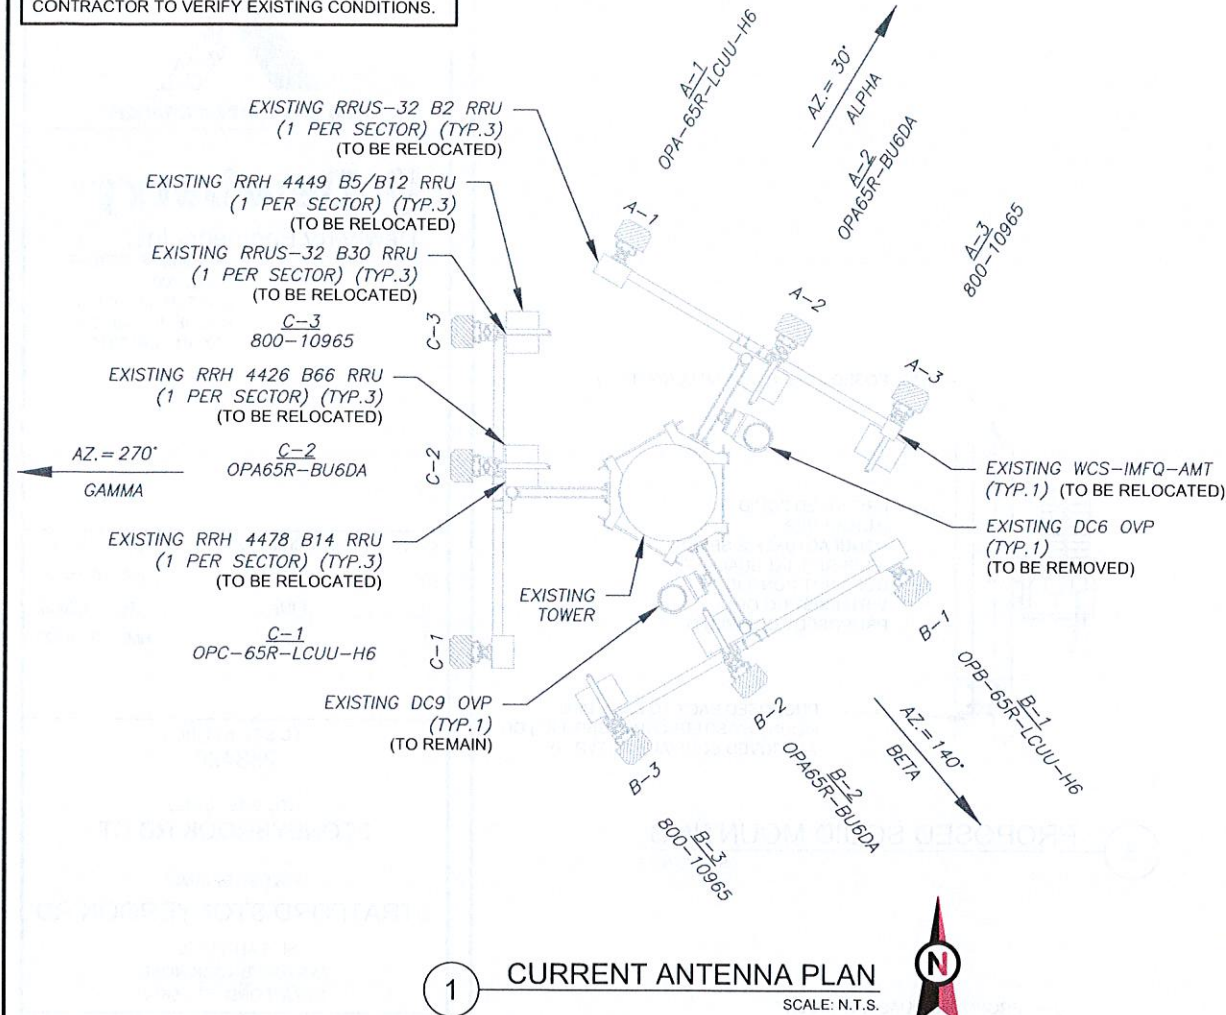 CONTRACTOR TO VERIFY EXISTING CONDITIONS.
A-1
OPA-65R-LCUU-H6
AZ.= 30°
ALPHA
A-2
OPA65R-BU6DA
A-3
800-10965
EXISTING RRUS-32 B2 RRU
(1 PER SECTOR) (TYP.3)
(TO BE RELOCATED)
EXISTING RRH 4449 B5/B12 RRU
(1 PER SECTOR) (TYP.3)
(TO BE RELOCATED)
EXISTING RRUS-32 B30 RRU
(1 PER SECTOR) (TYP.3)
(TO BE RELOCATED)
C-3
800-10965
EXISTING RRH 4426 B66 RRU
(1 PER SECTOR) (TYP.3)
(TO BE RELOCATED)
AZ.= 270°
GAMMA
C-2
OPA65R-BU6DA
EXISTING RRH 4478 B14 RRU
(1 PER SECTOR) (TYP.3)
(TO BE RELOCATED)
C-1
OPC-65R-LCUU-H6
EXISTING DC9 OVP
(TYP.1)
(TO REMAIN)
A-1
A-2
A-3
C-3
C-2
C-1
EXISTING
TOWER
EXISTING WCS-IMFQ-AMT
(TYP.1) (TO BE RELOCATED)
EXISTING DC6 OVP
(TYP.1)
(TO BE REMOVED)
B-1
B-2
B-3
B-1
OPB-65R-LCUU-H6
AZ.= 140°
BETA
B-2
OPA65R-BU6DA
B-3
800-10965
1
CURRENT ANTENNA PLAN
SCALE: N.T.S.
N